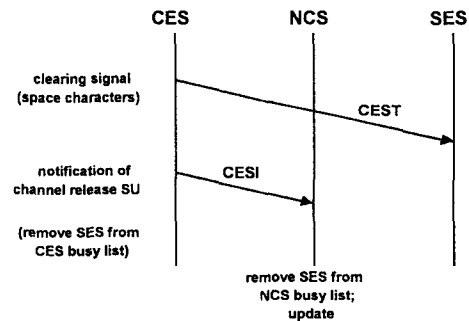 CES NCS SES
clearing signal
(space characters)
CEST
notification of
channel release SU
CESI
(remove SES from
CES busy list)
remove SES from
NCS busy list;
update